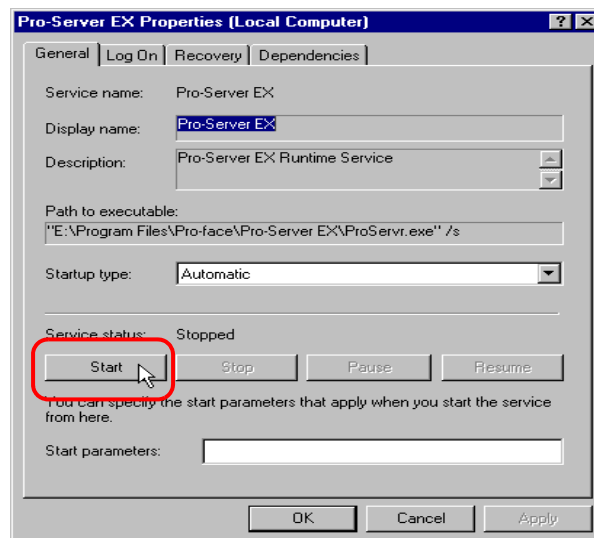 Pro-Server EX Properties (Local Computer)
General Log On Recovery Dependencies
Service name: Pro-Server EX
Display name: Pro-Server EX
Description: Pro-Server EX Runtime Service
Path to executable:
"E:\Program Files\Pro-face\Pro-Server EX\ProServr.exe" /s
Startup type: Automatic
Service status: Stopped
Start Stop Pause Resume
You can specify the start parameters that apply when you start the service
from here.
Start parameters:
OK Cancel Apply